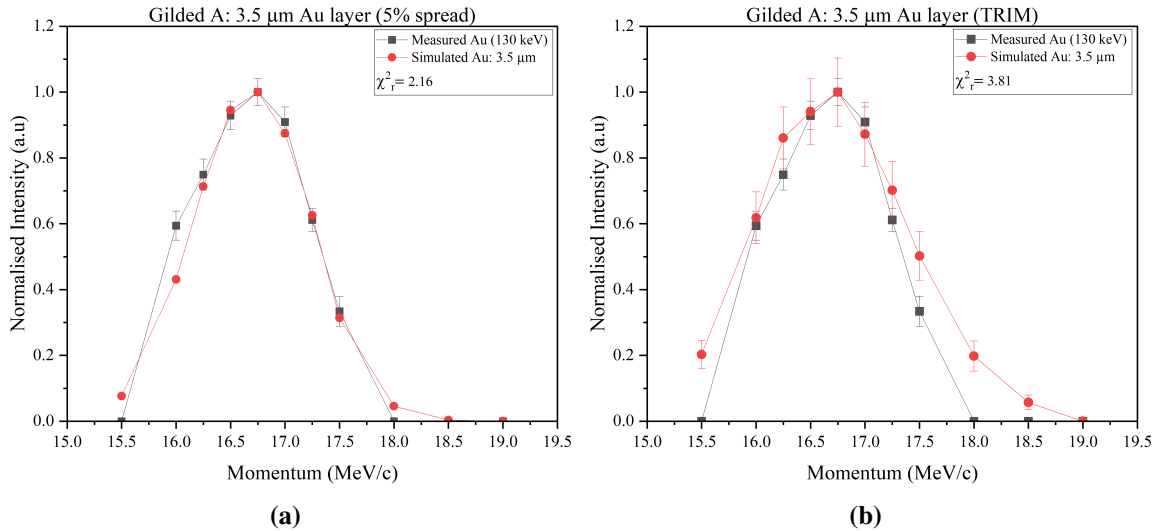 Gilded A: 3.5 μm Au layer (5% spread)
Measured Au (130 keV)
Simulated Au: 3.5 μm
χ²ᵣ= 2.16
Normalised Intensity (a.u)
1.2
1.0
0.8
0.6
0.4
0.2
0.0
15.0 15.5 16.0 16.5 17.0 17.5 18.0 18.5 19.0 19.5
Momentum (MeV/c)
(a)
Gilded A: 3.5 μm Au layer (TRIM)
Measured Au (130 keV)
Simulated Au: 3.5 μm
χ²ᵣ= 3.81
Normalised Intensity (a.u)
1.2
1.0
0.8
0.6
0.4
0.2
0.0
15.0 15.5 16.0 16.5 17.0 17.5 18.0 18.5 19.0 19.5
Momentum (MeV/c)
(b)